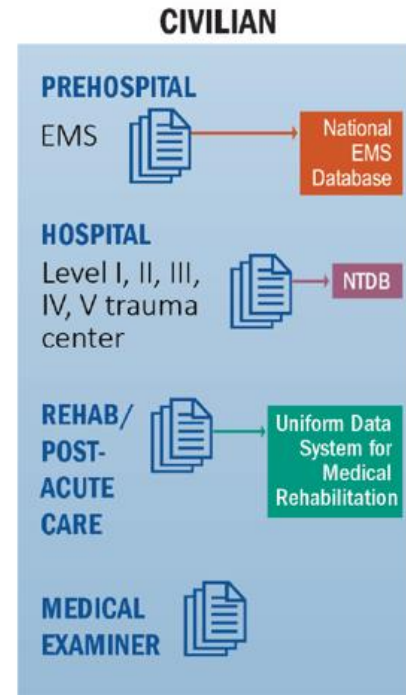 CIVILIAN
PREHOSPITAL
EMS
National
EMS
Database
HOSPITAL
Level I, II, III,
IV, V trauma
center
NTDB
REHAB/
POST-
ACUTE
CARE
Uniform Data
System for
Medical
Rehabilitation
MEDICAL
EXAMINER